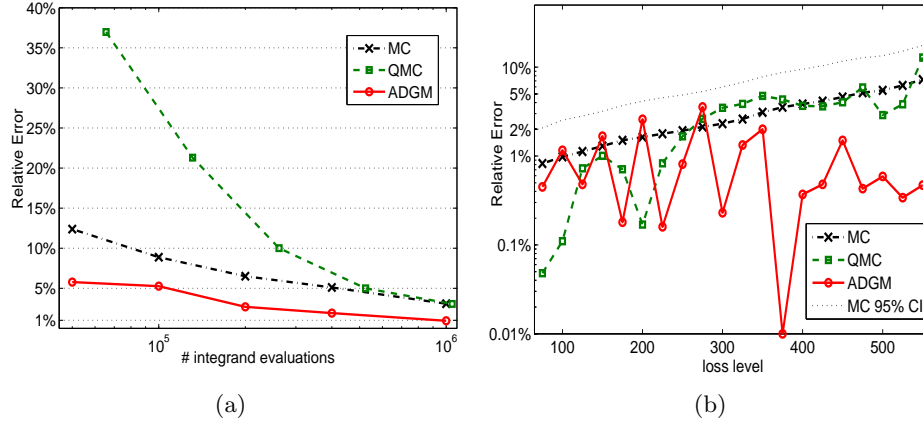 40%
35%
30%
25%
20%
15%
10%
5%
1%
Relative Error
10^5
10^6
# integrand evaluations
MC
QMC
ADGM
(a)
10%
5%
2%
1%
0.1%
0.01%
Relative Error
100
200
300
400
500
loss level
MC
QMC
ADGM
MC 95% CI
(b)